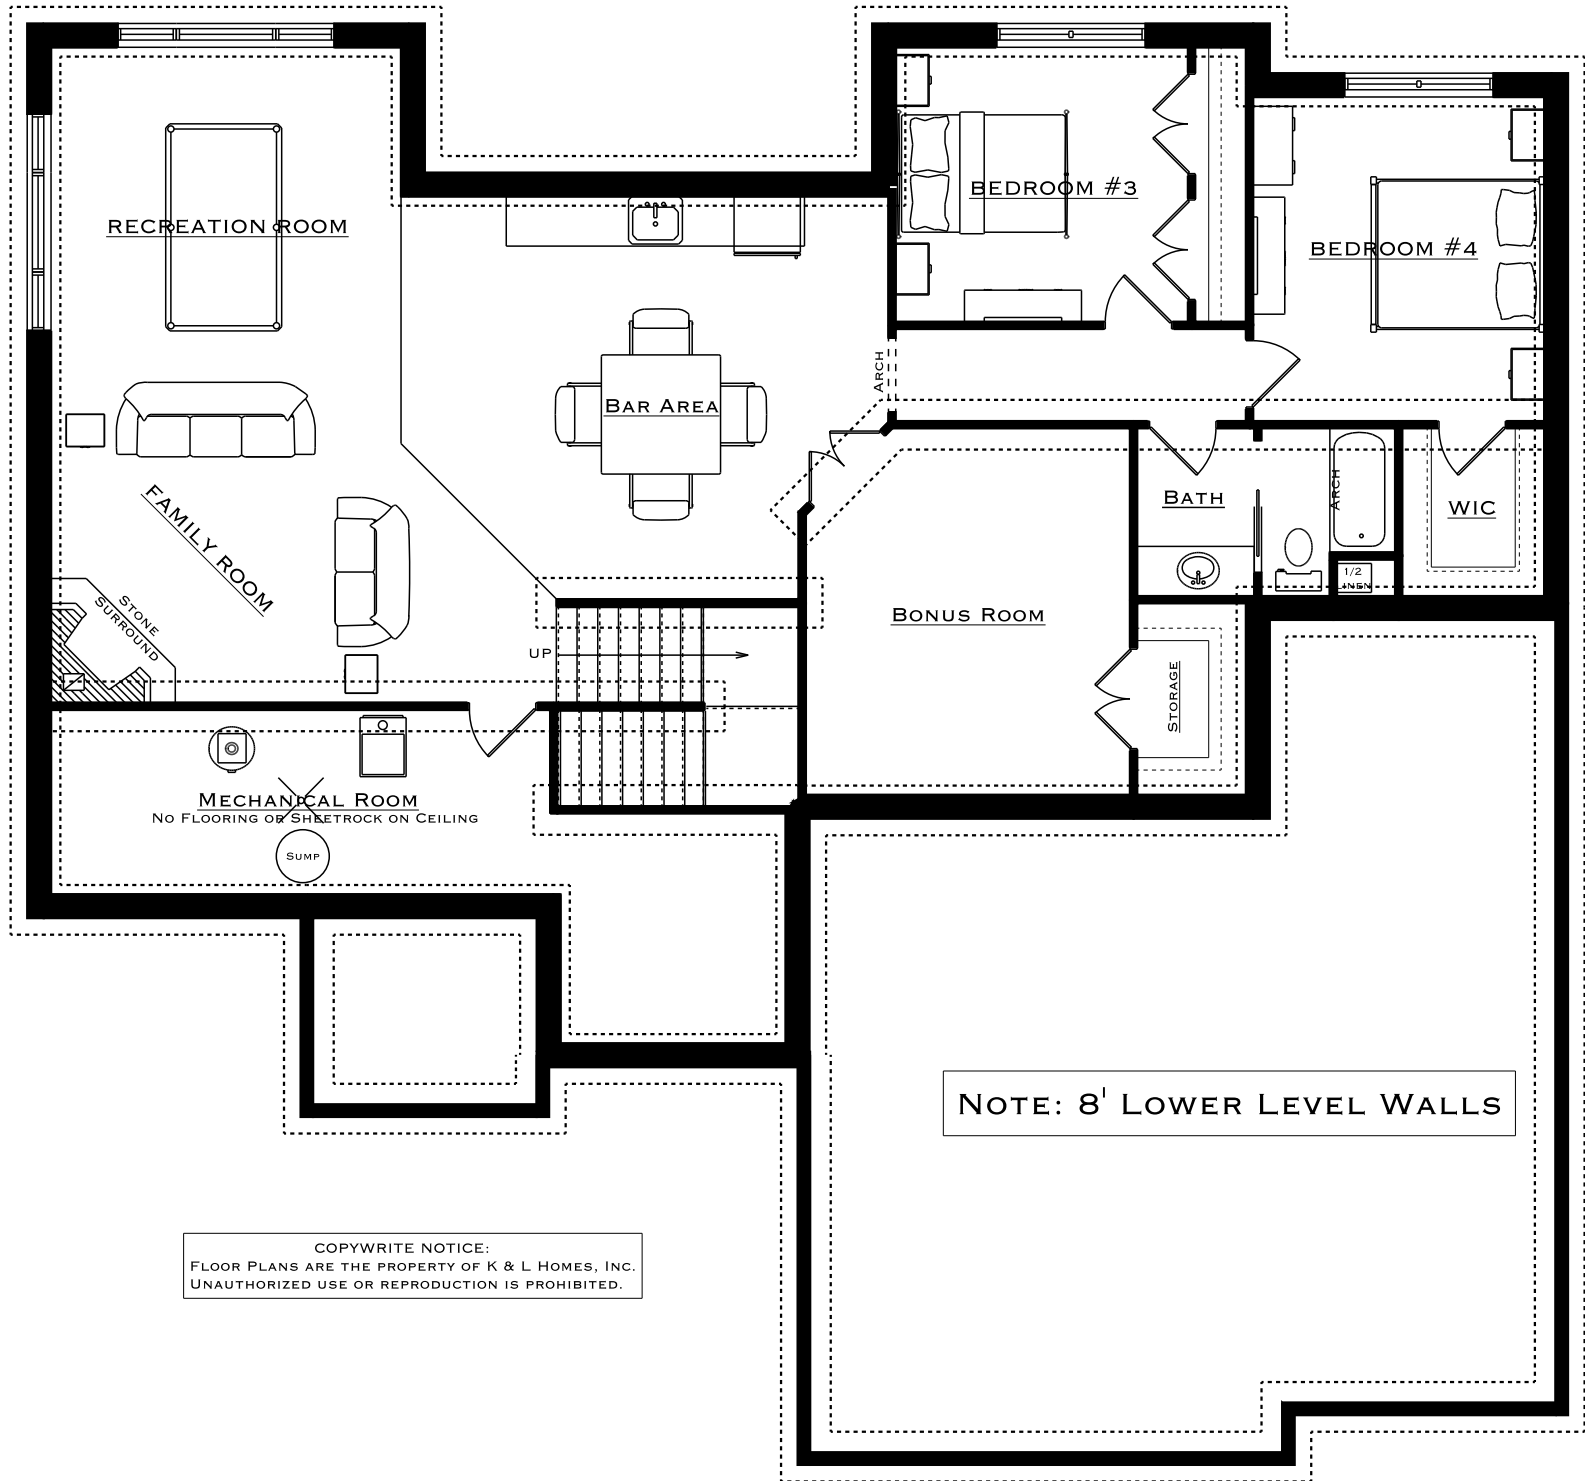 BEDROOM #3
RECREATION ROOM
BEDROOM #4
ARCH
BAR AREA
FAMILY ROOM
BATH
ARCH
WIC
1/2
LINEN
STONE
SURROUND
BONUS ROOM
UP
STORAGE
MECHANICAL ROOM
NO FLOORING OR SHEETROCK ON CEILING
SUMP
NOTE: 8' LOWER LEVEL WALLS
COPYWRITE NOTICE:
FLOOR PLANS ARE THE PROPERTY OF K & L HOMES, INC.
UNAUTHORIZED USE OR REPRODUCTION IS PROHIBITED.